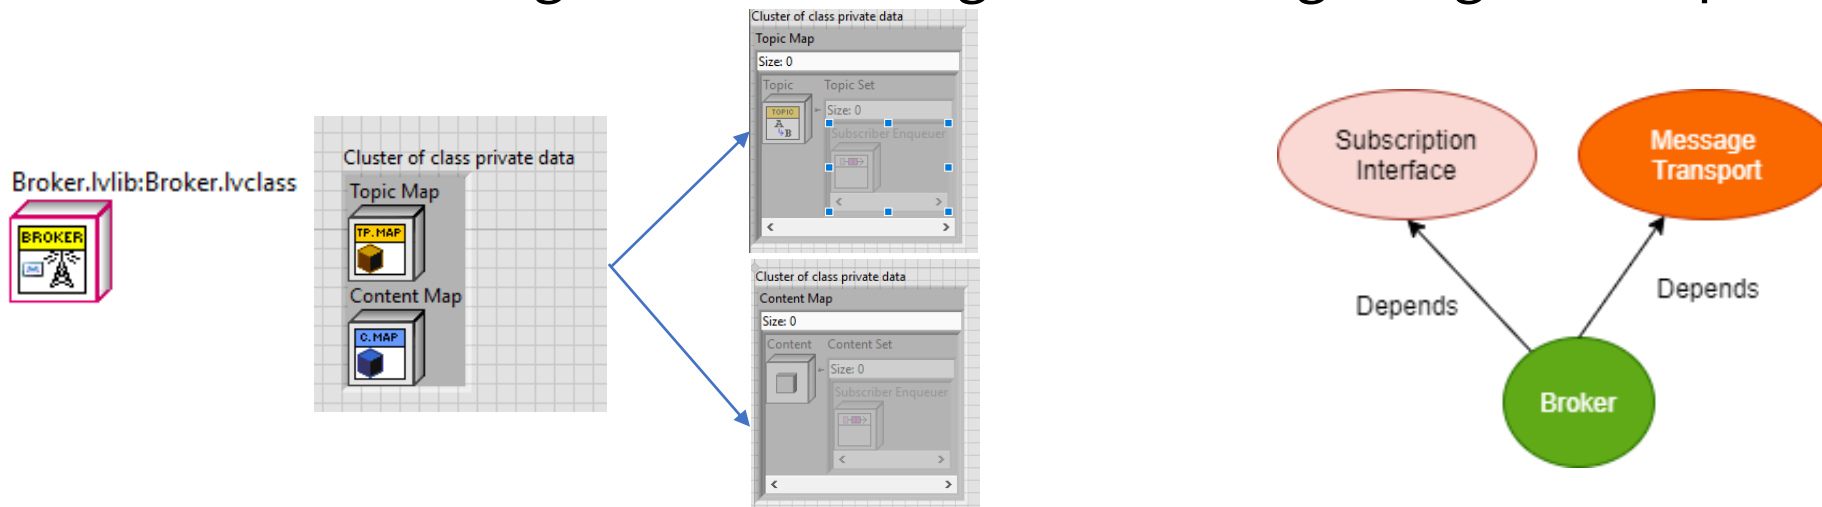 Broker.lvlib:Broker.lvclass
BROKER
Cluster of class private data
Topic Map
TP.MAP
Content Map
C.MAP
Cluster of class private data
Topic Map
Size: 0
Topic
Topic Set
TOPIC
A
B
Size: 0
Subscriber Enqueuer
Cluster of class private data
Content Map
Size: 0
Content
Content Set
Size: 0
Subscriber Enqueuer
Subscription
Interface
Message
Transport
Depends
Depends
Broker